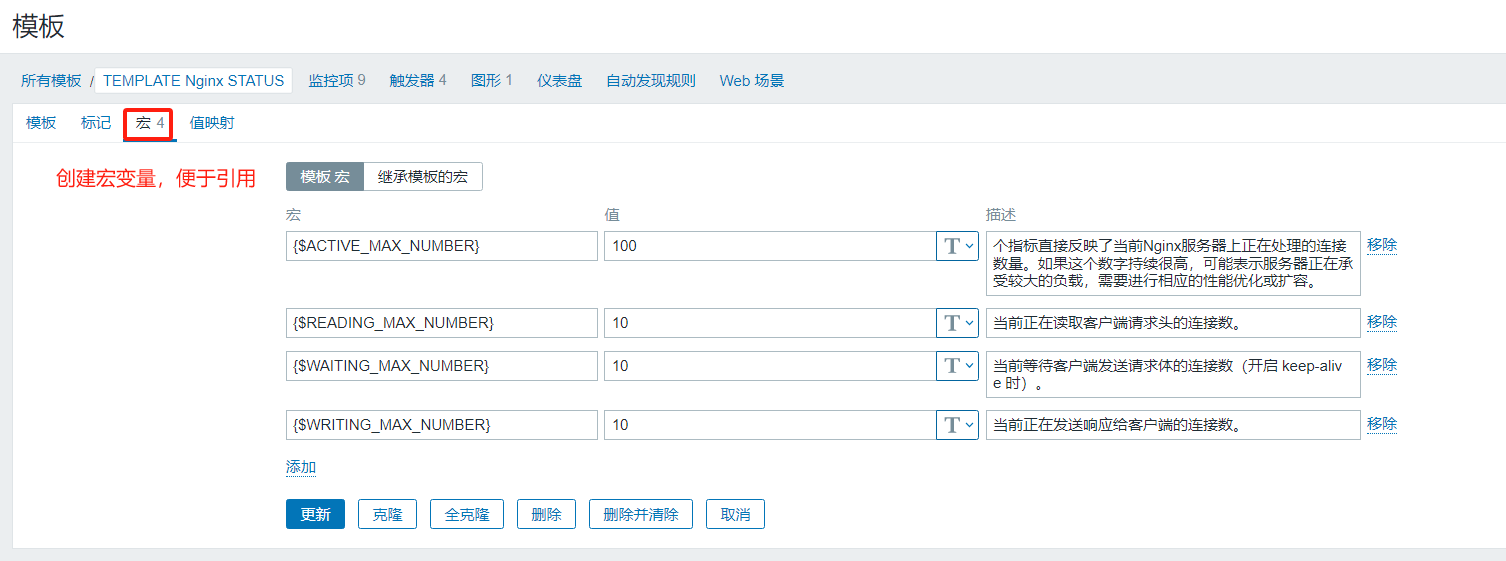 模板
所有模板 / TEMPLATE Nginx STATUS 监控项 9 触发器 4 图形 1 仪表盘 自动发现规则 Web 场景
模板 标记 宏 4 值映射
创建宏变量，便于引用 模板 宏 继承模板的宏
宏 值 描述
{$ACTIVE_MAX_NUMBER} 100 T 个指标直接反映了当前Nginx服务器上正在处理的连接 移除
数量。如果这个数字持续很高，可能表示服务器正在承
受较大的负载，需要进行相应的性能优化或扩容。
{$READING_MAX_NUMBER} 10 T 当前正在读取客户端请求头的连接数。 移除
{$WAITING_MAX_NUMBER} 10 T 当前等待客户端发送请求体的连接数（开启 keep-aliv 移除
e 时）。
{$WRITING_MAX_NUMBER} 10 T 当前正在发送响应给客户端的连接数。 移除
添加
更新 克隆 全克隆 删除 删除并清除 取消